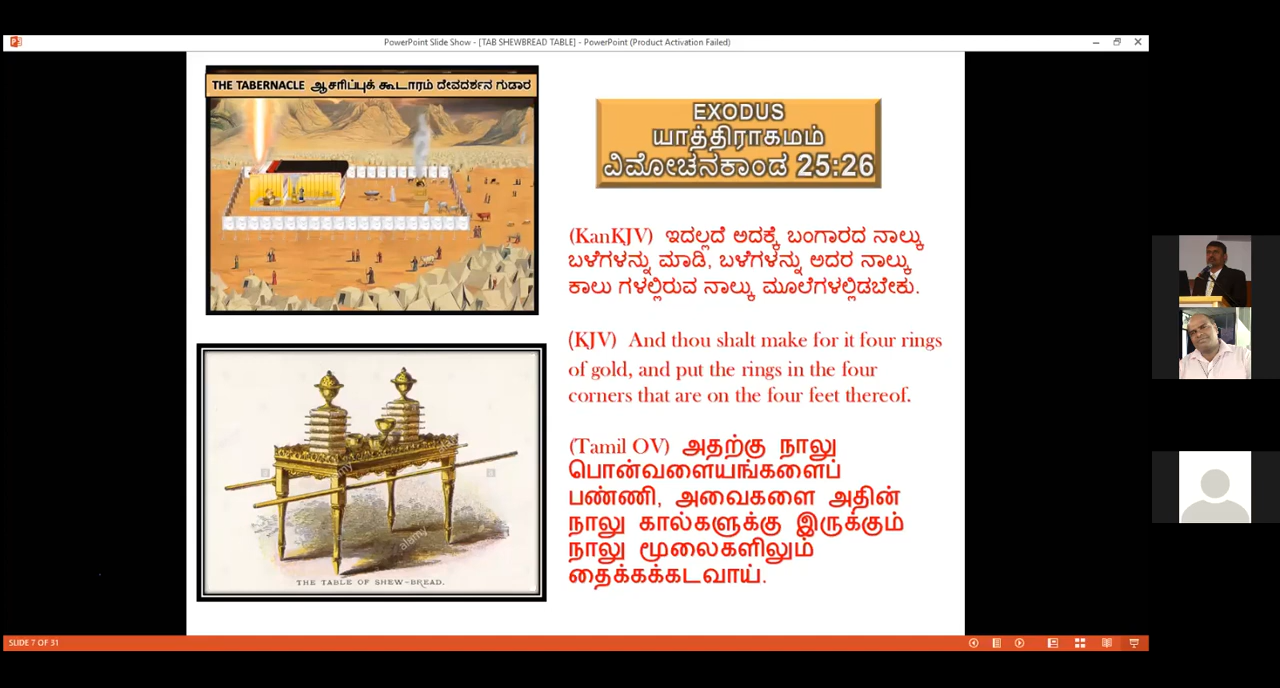 PowerPoint Slide Show - [TAB SHEWBREAD TABLE] - PowerPoint (Product Activation Failed)
THE TABERNACLE ஆசரிப்புக் கூடாரம் ದೇವದರ್ಶನ ಗುಡಾರ
EXODUS
யாத்திராகமம்
ವಿಮೋಚನಕಾಂಡ 25:26
(KanKJV) ಇದಲ್ಲದೆ ಅದಕ್ಕೆ ಬಂಗಾರದ ನಾಲ್ಕು
ಬಳೆಗಳನ್ನು ಮಾಡಿ, ಬಳೆಗಳನ್ನು ಅದರ ನಾಲ್ಕು
ಕಾಲು ಗಳಲ್ಲಿರುವ ನಾಲ್ಕು ಮೂಲೆಗಳಲ್ಲಿಡಬೇಕು.
(KJV) And thou shalt make for it four rings
of gold, and put the rings in the four
corners that are on the four feet thereof.
(Tamil OV) அதற்கு நாலு
பொன்வளையங்களைப்
பண்ணி, அவைகளை அதின்
நாலு கால்களுக்கு இருக்கும்
நாலு மூலைகளிலும்
தைக்கக்கடவாய்.
alamy
alamy
THE TABLE OF SHEW-BREAD.
SLIDE 7 OF 31